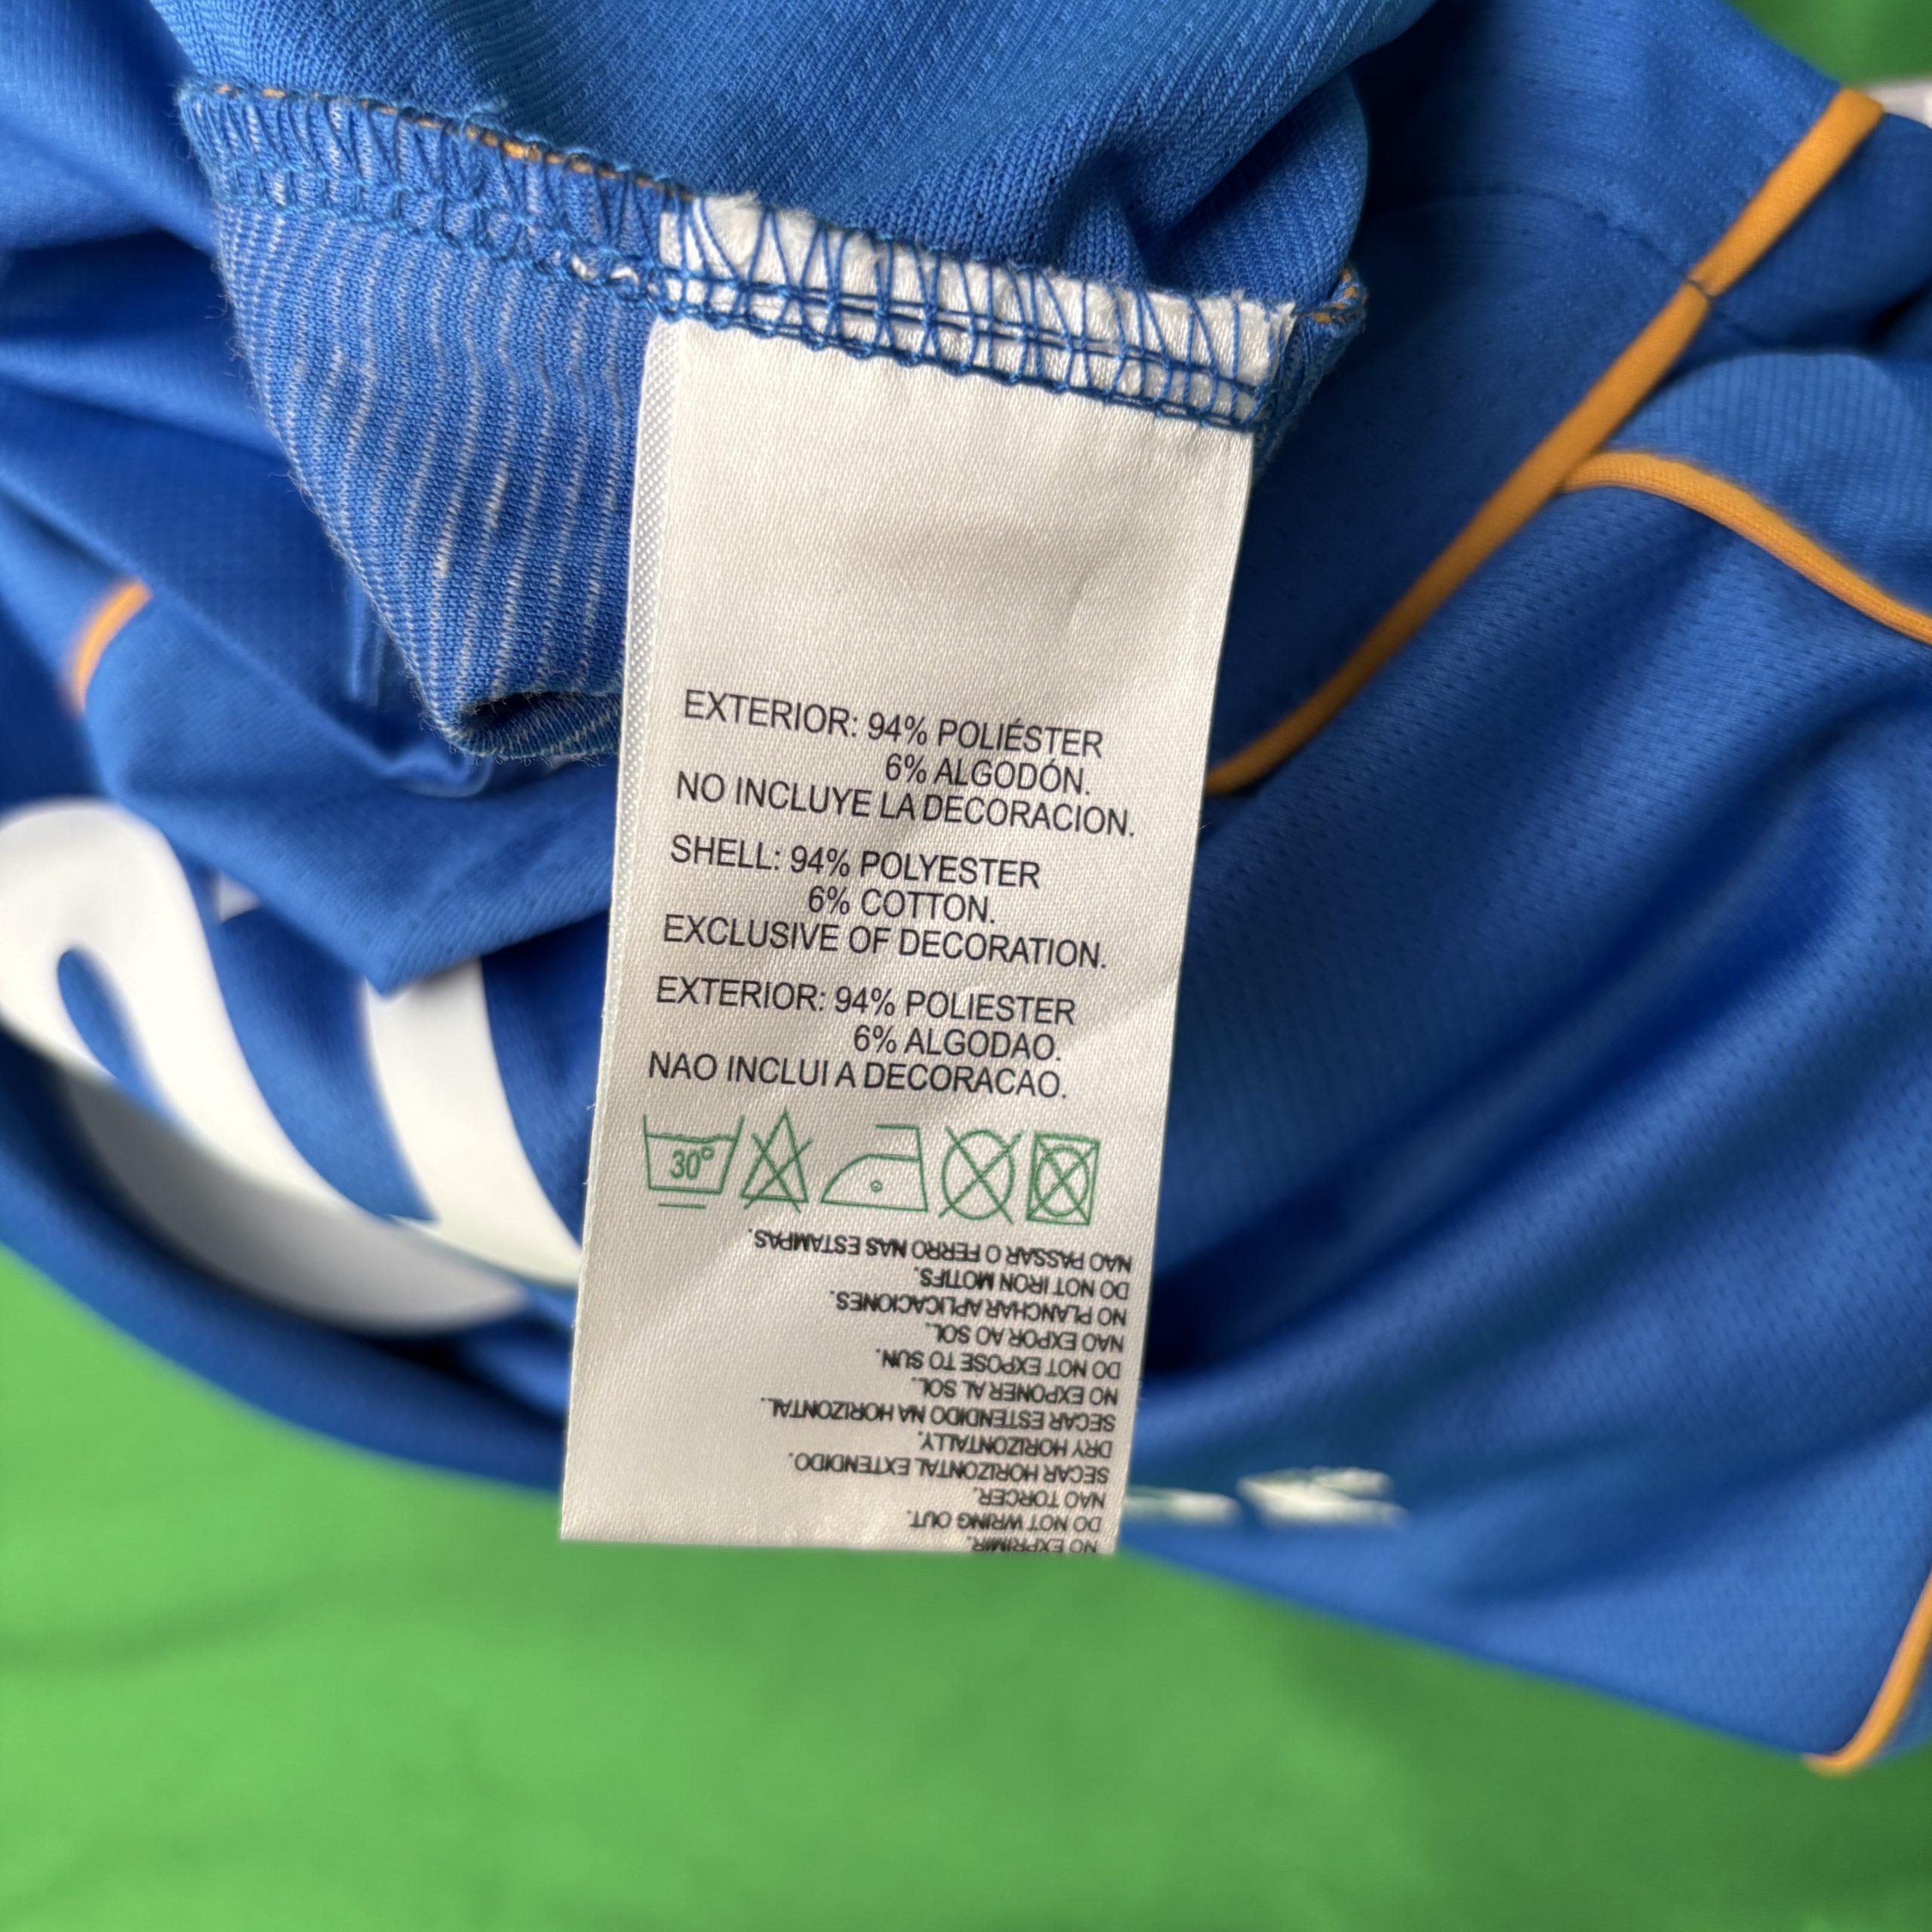 EXTERIOR: 94% POLIÉSTER
6% ALGODÓN.
NO INCLUYE LA DECORACION.
SHELL: 94% POLYESTER
6% COTTON.
EXCLUSIVE OF DECORATION.
EXTERIOR: 94% POLIESTER
6% ALGODAO.
NAO INCLUI A DECORACAO.
30°
NO EXPRIMIR.
DO NOT WRING OUT.
NAO TORCER.
SECAR HORIZONTAL EXTENDIDO.
DRY HORIZONTALLY.
SECAR ESTENDIDO NA HORIZONTAL.
NO EXPONER AL SOL.
DO NOT EXPOSE TO SUN.
NAO EXPOR AO SOL.
NO PLANCHAR APLICACIONES.
DO NOT IRON MOTIFS.
NAO PASSAR O FERRO NAS ESTAMPAS.